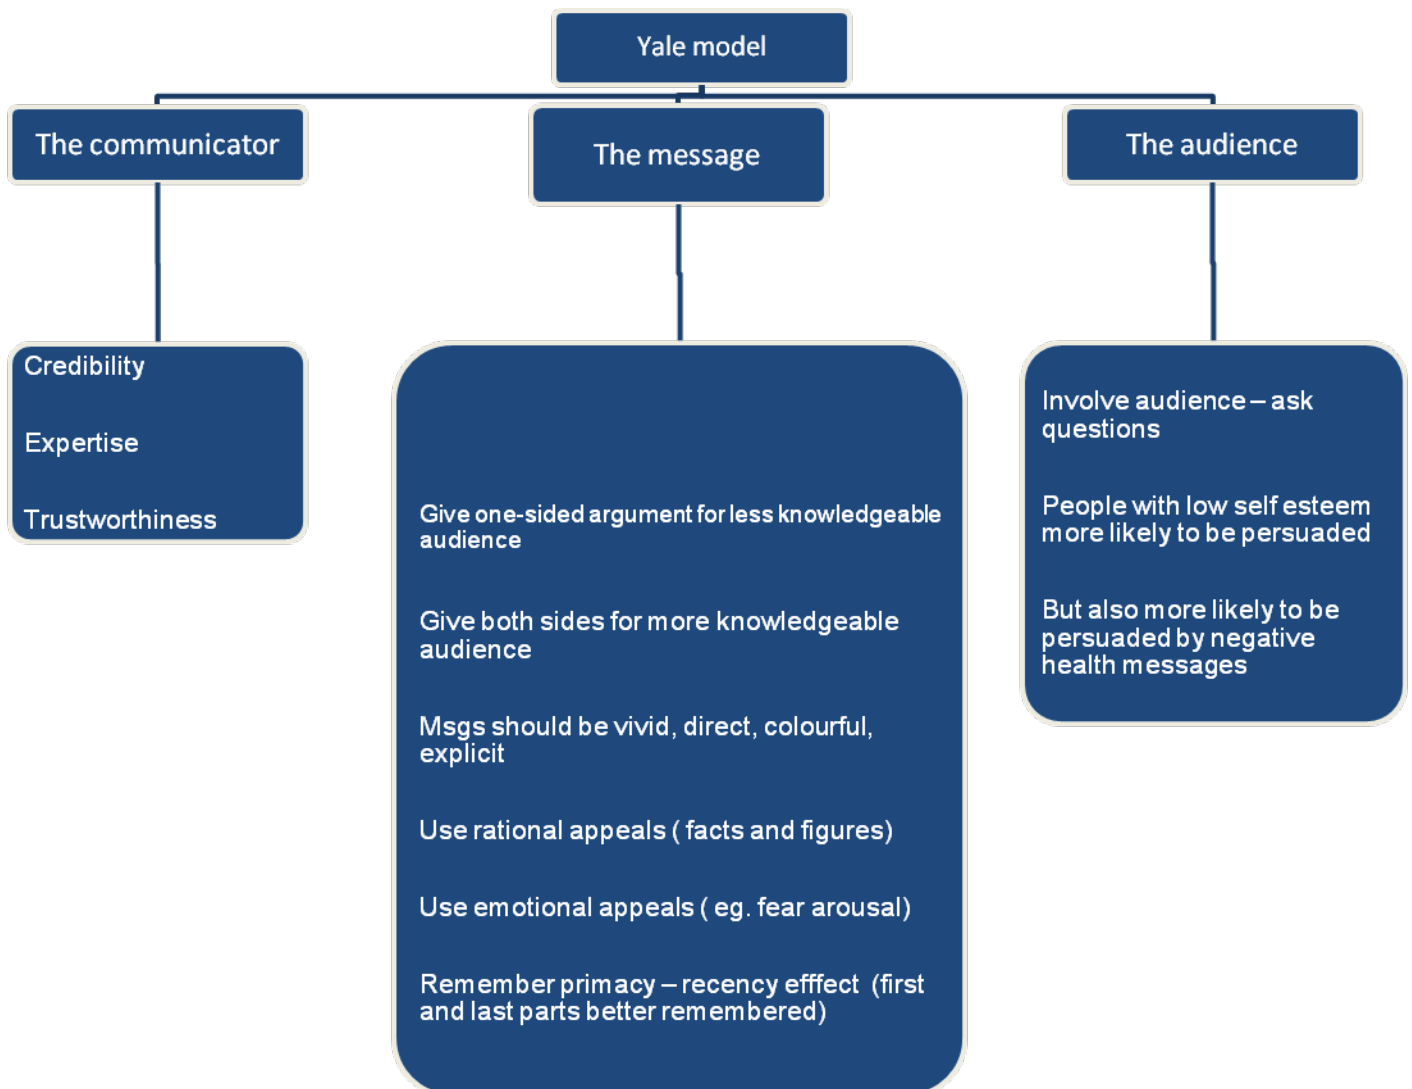 Yale model
The communicator
The message
The audience
Credibility
Expertise
Trustworthiness
Give one-sided argument for less knowledgeable
audience
Give both sides for more knowledgeable
audience
Msgs should be vivid, direct, colourful,
explicit
Use rational appeals ( facts and figures)
Use emotional appeals ( eg. fear arousal)
Remember primacy – recency efffect  (first
and last parts better remembered)
Involve audience – ask
questions
People with low self esteem
more likely to be persuaded
But also more likely to be
persuaded by negative
health messages